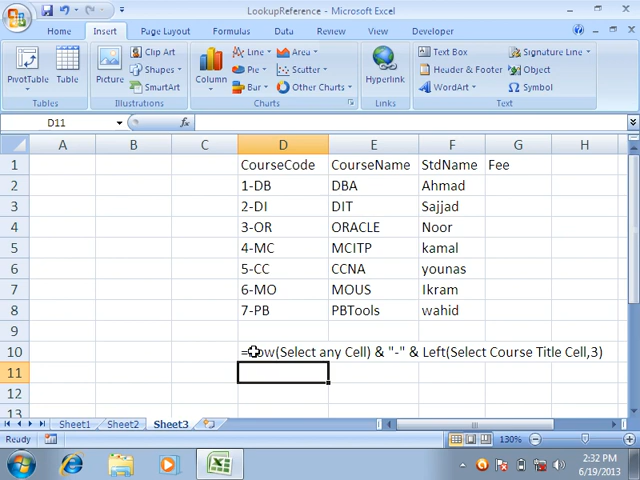 LookupReference - Microsoft Excel
Home Insert Page Layout Formulas Data Review View Developer
PivotTable Table Picture Clip Art Shapes SmartArt Column Line Pie Bar Area Scatter Other Charts Hyperlink Text Box Header & Footer WordArt Signature Line Object Symbol
Tables Illustrations Charts Links Text
D11 fx
A B C D E F G H
1 CourseCode CourseName StdName Fee
2 1-DB DBA Ahmad
3 2-DI DIT Sajjad
4 3-OR ORACLE Noor
5 4-MC MCITP kamal
6 5-CC CCNA younas
7 6-MO MOUS Ikram
8 7-PB PBTools wahid
9
10 =Row(Select any Cell) & "-" & Left(Select Course Title Cell,3)
11
12
13
Sheet1 Sheet2 Sheet3
Ready 130%
2:32 PM
6/19/2013